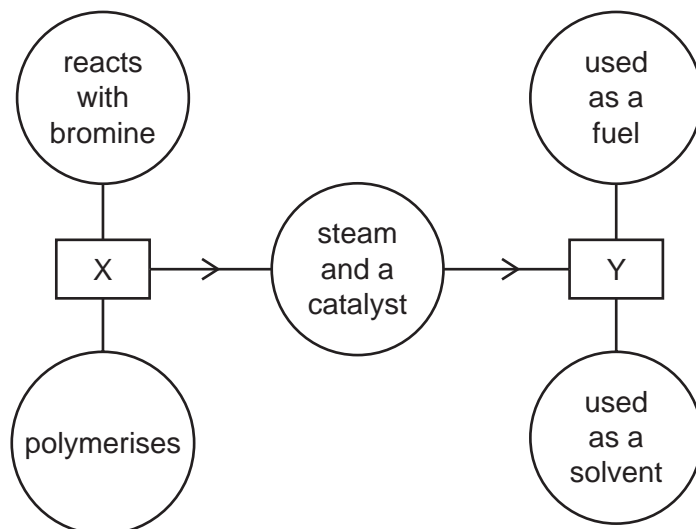 reacts
with
bromine
used
as a
fuel
X
steam
and a
catalyst
Y
polymerises
used
as a
solvent